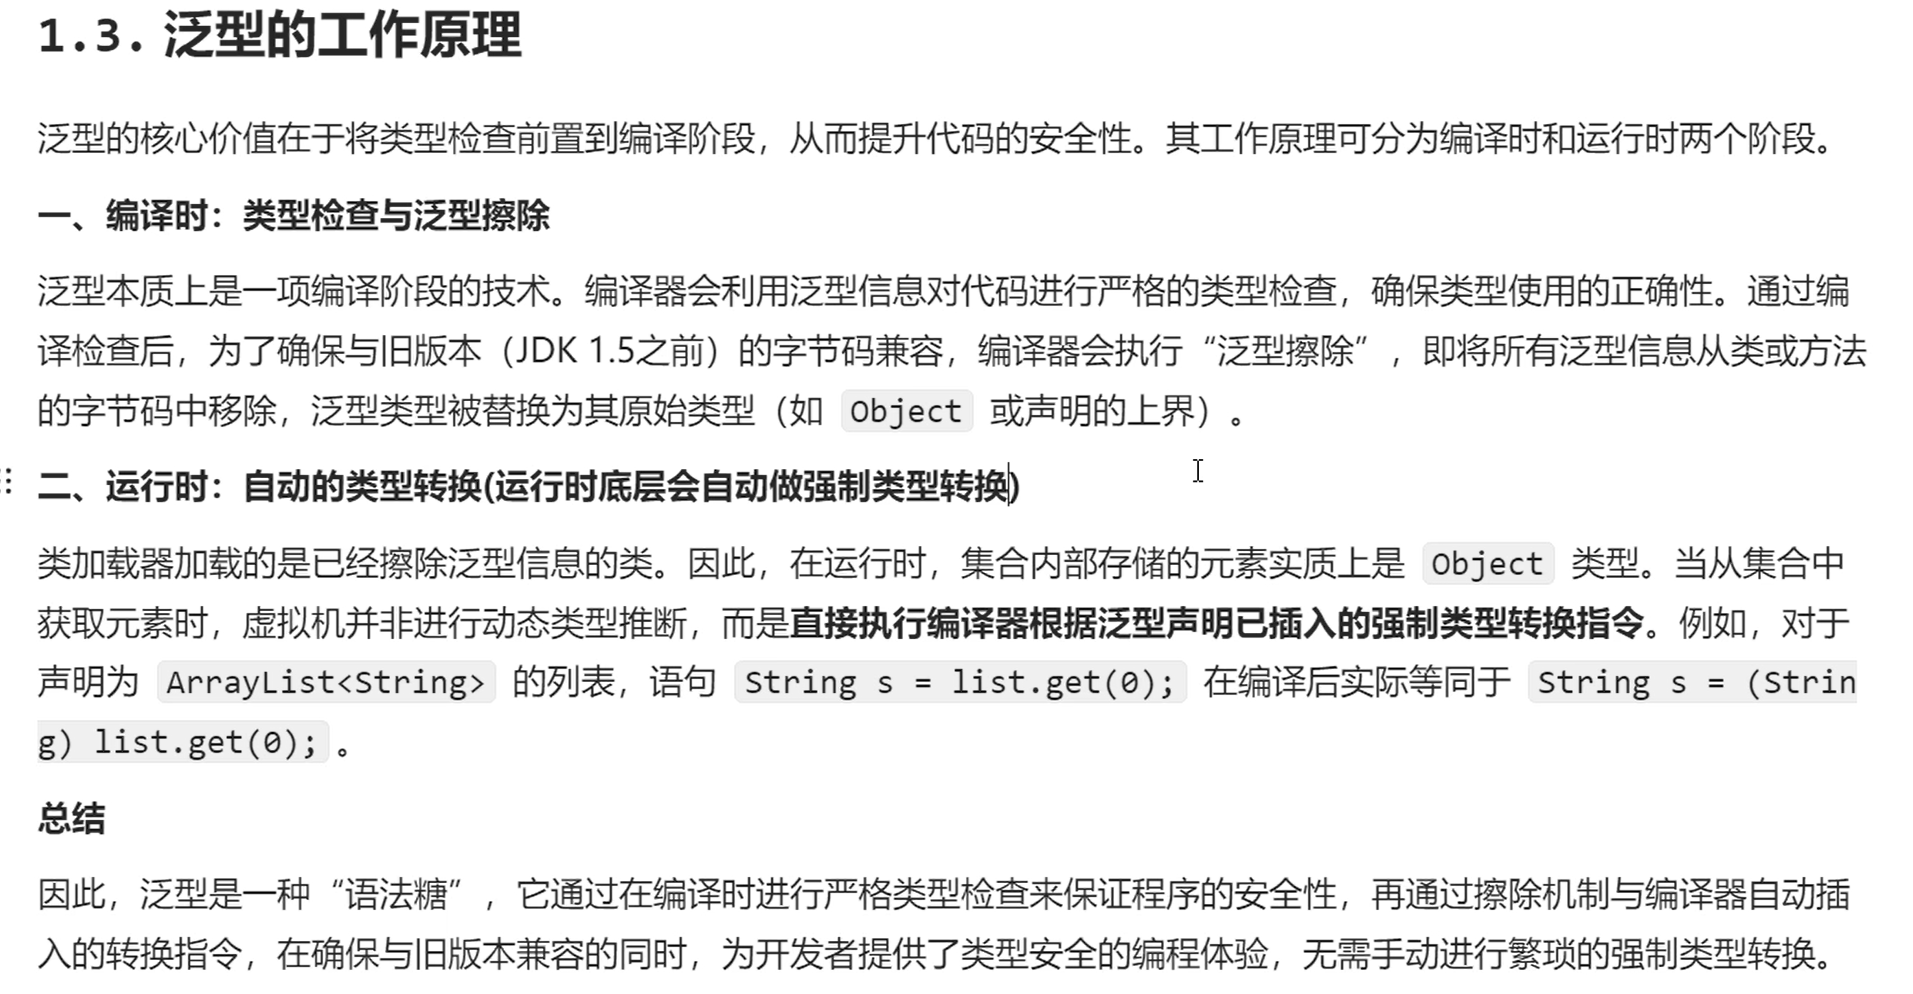 1.3. 泛型的工作原理
泛型的核心价值在于将类型检查前置到编译阶段，从而提升代码的安全性。其工作原理可分为编译时和运行时两个阶段。
一、编译时：类型检查与泛型擦除
泛型本质上是一项编译阶段的技术。编译器会利用泛型信息对代码进行严格的类型检查，确保类型使用的正确性。通过编
译检查后，为了确保与旧版本（JDK 1.5之前）的字节码兼容，编译器会执行“泛型擦除”，即将所有泛型信息从类或方法
的字节码中移除，泛型类型被替换为其原始类型（如 Object 或声明的上界）。
二、运行时：自动的类型转换(运行时底层会自动做强制类型转换)
类加载器加载的是已经擦除泛型信息的类。因此，在运行时，集合内部存储的元素实质上是 Object 类型。当从集合中
获取元素时，虚拟机并非进行动态类型推断，而是直接执行编译器根据泛型声明已插入的强制类型转换指令。例如，对于
声明为 ArrayList<String> 的列表，语句 String s = list.get(0); 在编译后实际等同于 String s = (Strin
g) list.get(0); 。
总结
因此，泛型是一种“语法糖”，它通过在编译时进行严格类型检查来保证程序的安全性，再通过擦除机制与编译器自动插
入的转换指令，在确保与旧版本兼容的同时，为开发者提供了类型安全的编程体验，无需手动进行繁琐的强制类型转换。